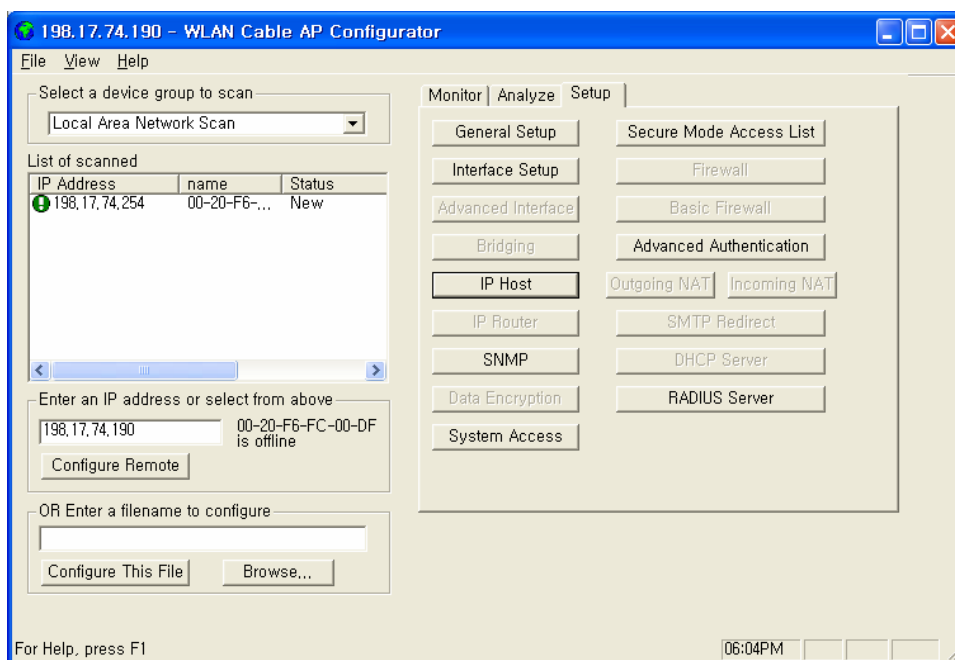 198.17.74.190 - WLAN Cable AP Configurator
File View Help
Select a device group to scan
Local Area Network Scan
List of scanned
IP Address name Status
198,17,74,254 00-20-F6-... New
Enter an IP address or select from above
198,17,74,190 00-20-F6-FC-00-DF
is offline
Configure Remote
OR Enter a filename to configure
Configure This File Browse...
Monitor Analyze Setup
General Setup Secure Mode Access List
Interface Setup Firewall
Advanced Interface Basic Firewall
Bridging Advanced Authentication
IP Host Outgoing NAT Incoming NAT
IP Router SMTP Redirect
SNMP DHCP Server
Data Encryption RADIUS Server
System Access
For Help, press F1 06:04PM